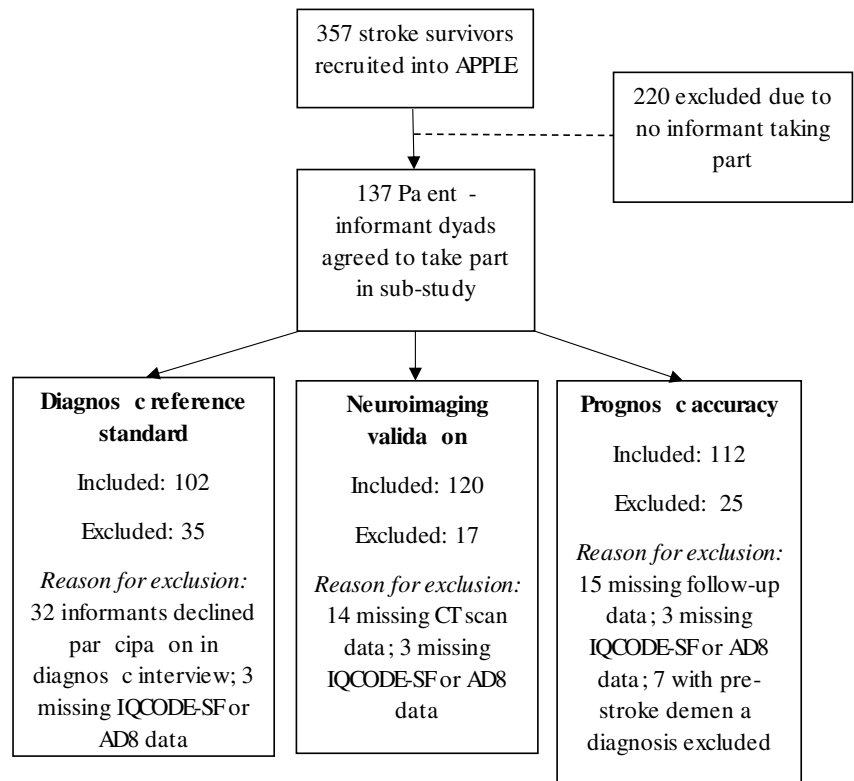 357 stroke survivors
recruited into APPLE
220 excluded due to
no informant taking
part
137 Pa ent -
informant dyads
agreed to take part
in sub-study
Diagnos c reference
standard
Included: 102
Excluded: 35
Reason for exclusion:
32 informants declined
par cipa on in
diagnos c interview; 3
missing IQCODE-SF or
AD8 data
Neuroimaging
valida on
Included: 120
Excluded: 17
Reason for exclusion:
14 missing CT scan
data; 3 missing
IQCODE-SF or AD8
data
Prognos c accuracy
Included: 112
Excluded: 25
Reason for exclusion:
15 missing follow-up
data; 3 missing
IQCODE-SF or AD8
data; 7 with pre-
stroke demen a
diagnosis excluded